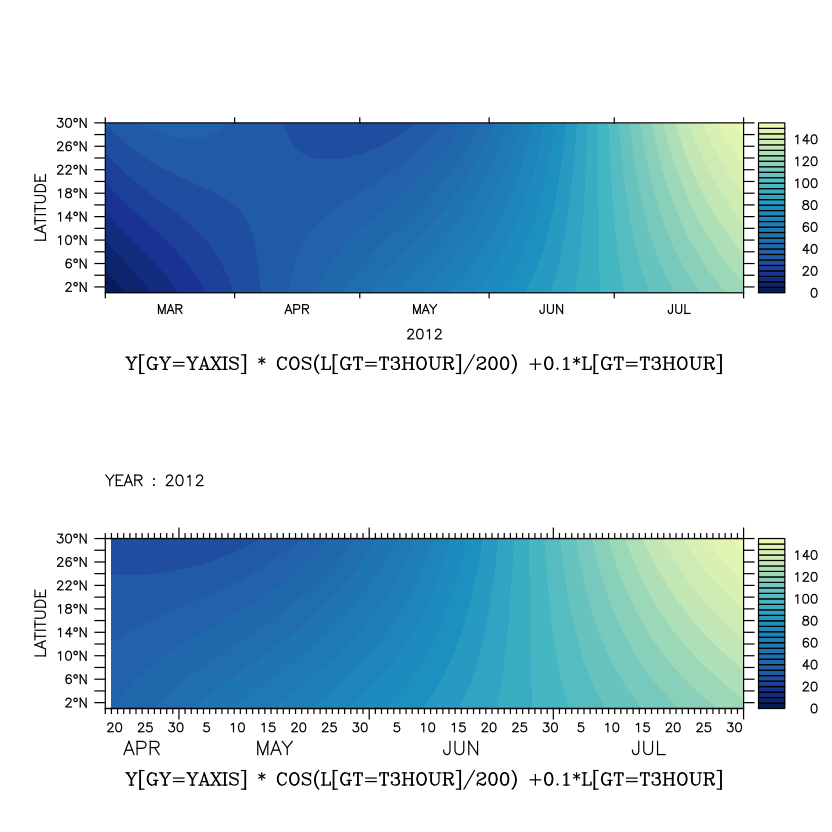 30°N
26°N
22°N
18°N
14°N
10°N
6°N
2°N
LATITUDE
MAR APR MAY JUN JUL
2012
140
120
100
80
60
40
20
0
Y[GY=YAXIS] * COS(L[GT=T3HOUR]/200) +0.1*L[GT=T3HOUR]
YEAR : 2012
30°N
26°N
22°N
18°N
14°N
10°N
6°N
2°N
LATITUDE
20 25 30 5 10 15 20 25 30 5 10 15 20 25 30 5 10 15 20 25 30
APR MAY JUN JUL
140
120
100
80
60
40
20
0
Y[GY=YAXIS] * COS(L[GT=T3HOUR]/200) +0.1*L[GT=T3HOUR]